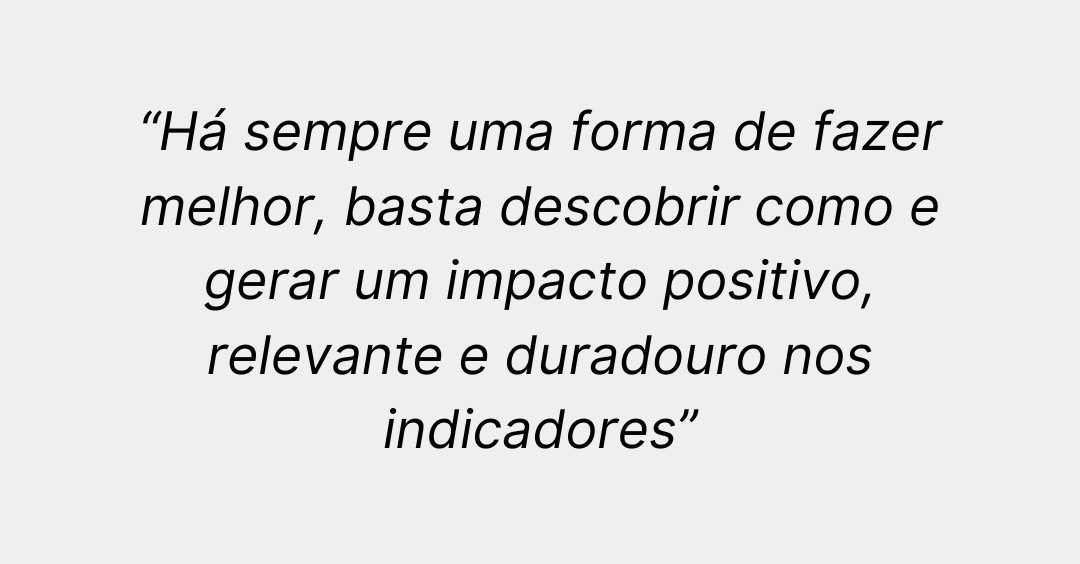 “Há sempre uma forma de fazer
melhor, basta descobrir como e
gerar um impacto positivo,
relevante e duradouro nos
indicadores”